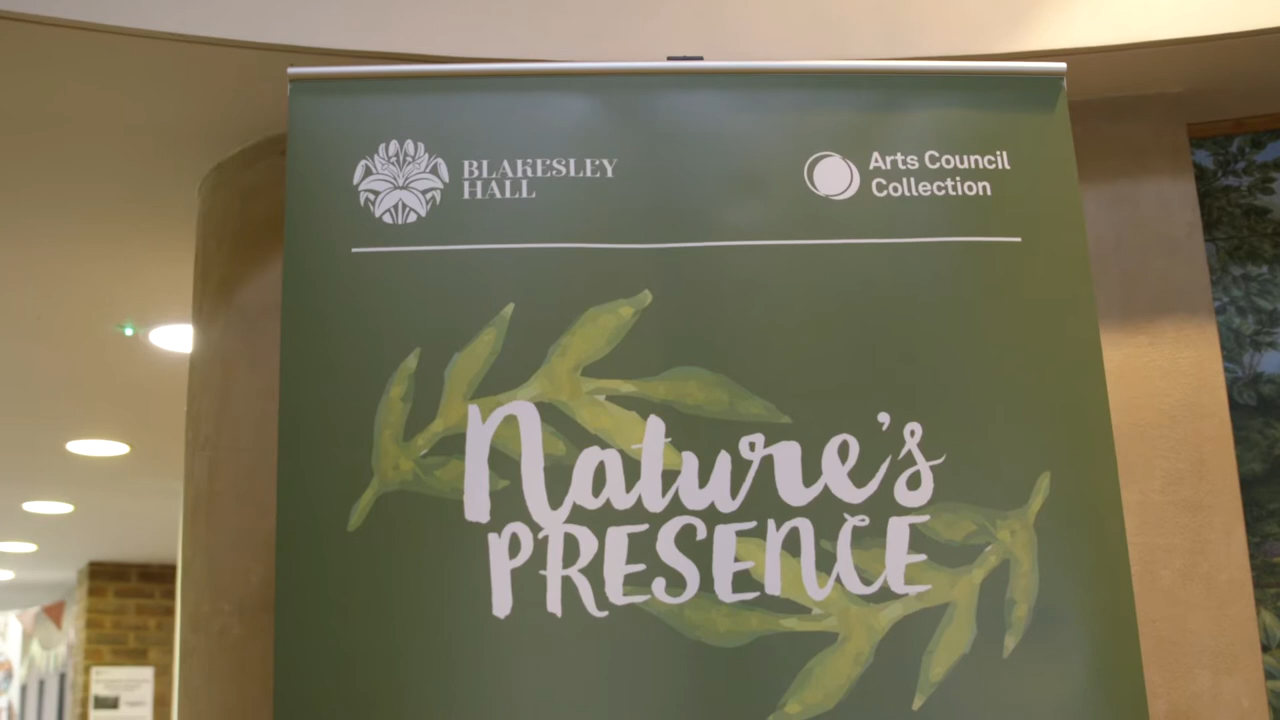 BLAKESLEY
HALL
Arts Council
Collection
Nature's
PRESENCE